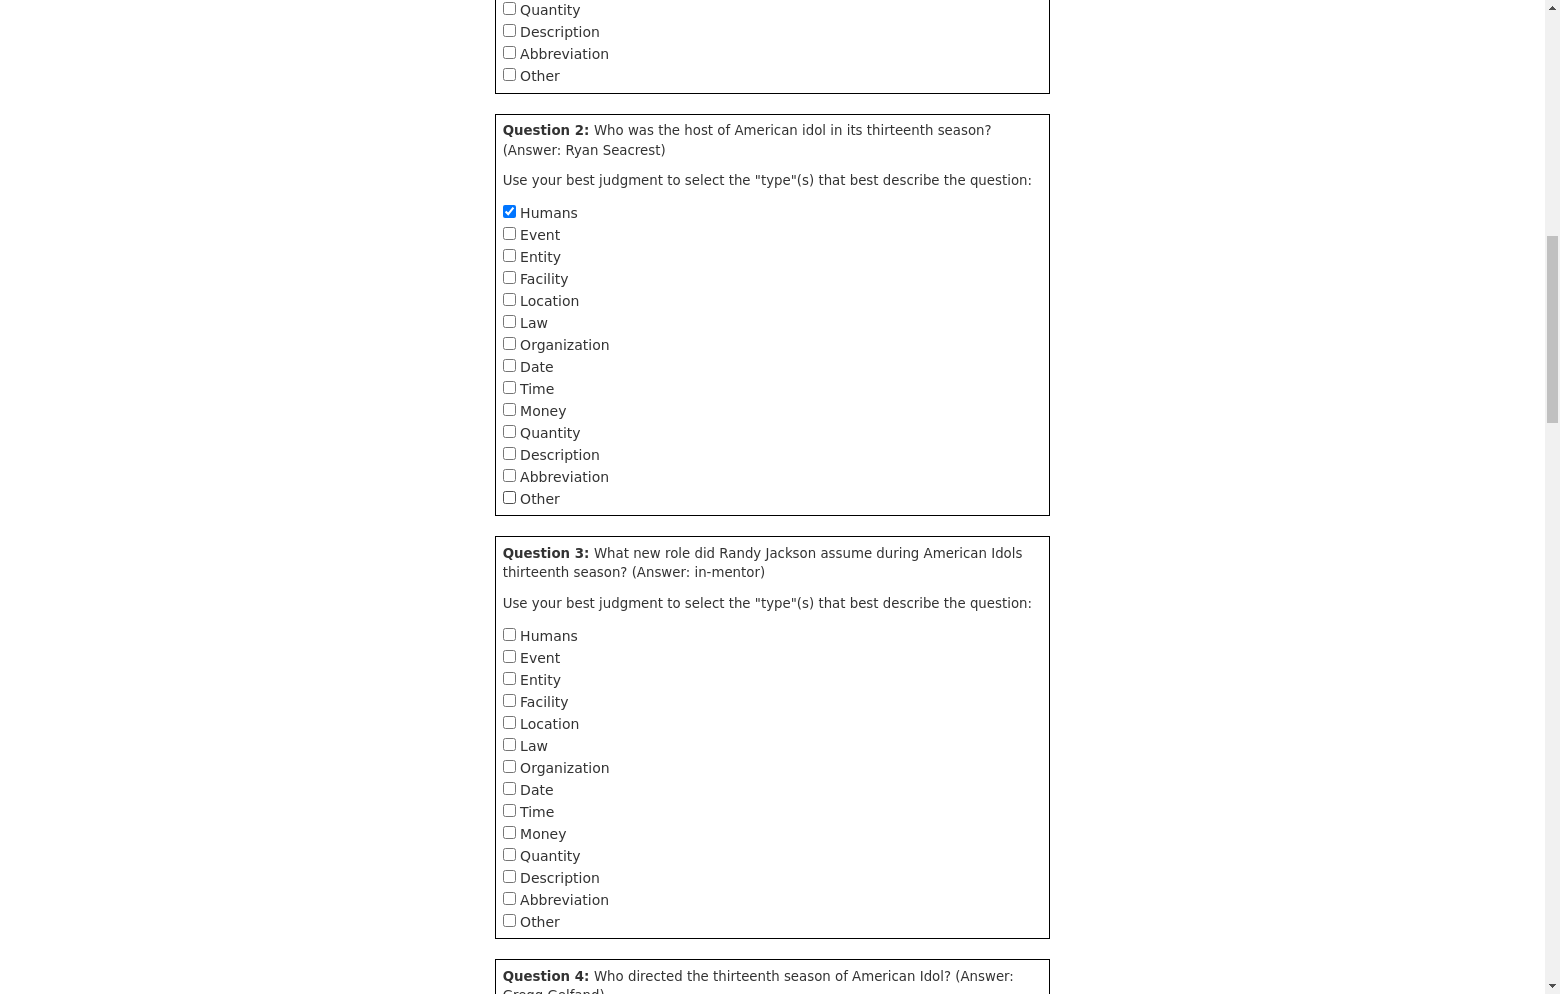 Quantity
Description
Abbreviation
Other
Question 2: Who was the host of American idol in its thirteenth season?
(Answer: Ryan Seacrest)
Use your best judgment to select the "type"(s) that best describe the question:
Humans
Event
Entity
Facility
Location
Law
Organization
Date
Time
Money
Quantity
Description
Abbreviation
Other
Question 3: What new role did Randy Jackson assume during American Idols
thirteenth season? (Answer: in-mentor)
Use your best judgment to select the "type"(s) that best describe the question:
Humans
Event
Entity
Facility
Location
Law
Organization
Date
Time
Money
Quantity
Description
Abbreviation
Other
Question 4: Who directed the thirteenth season of American Idol? (Answer: